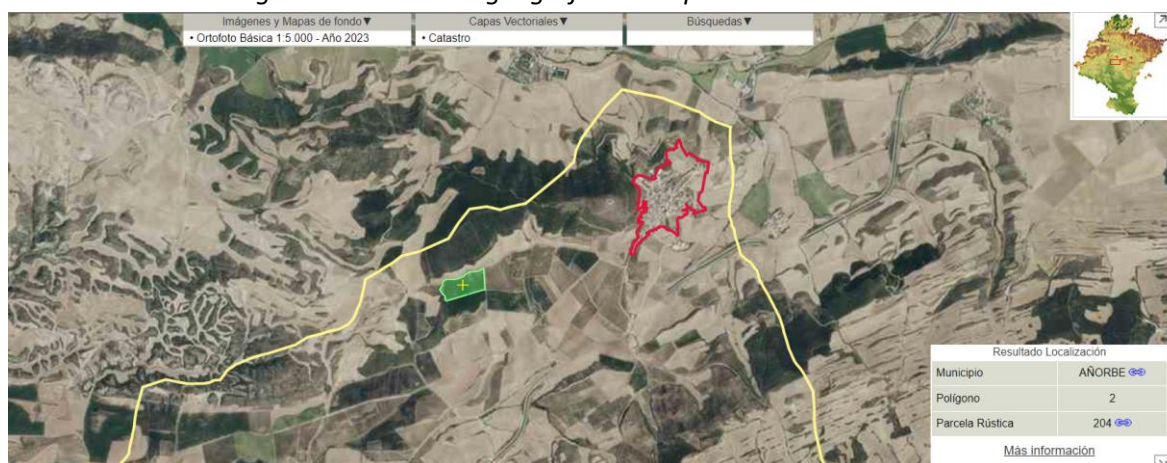 Imágenes y Mapas de fondo▼
Capas Vectoriales▼
Búsquedas▼
• Ortofoto Básica 1:5.000 - Año 2023
• Catastro
Resultado Localización
Municipio AÑORBE
Polígono 2
Parcela Rústica 204
Más información